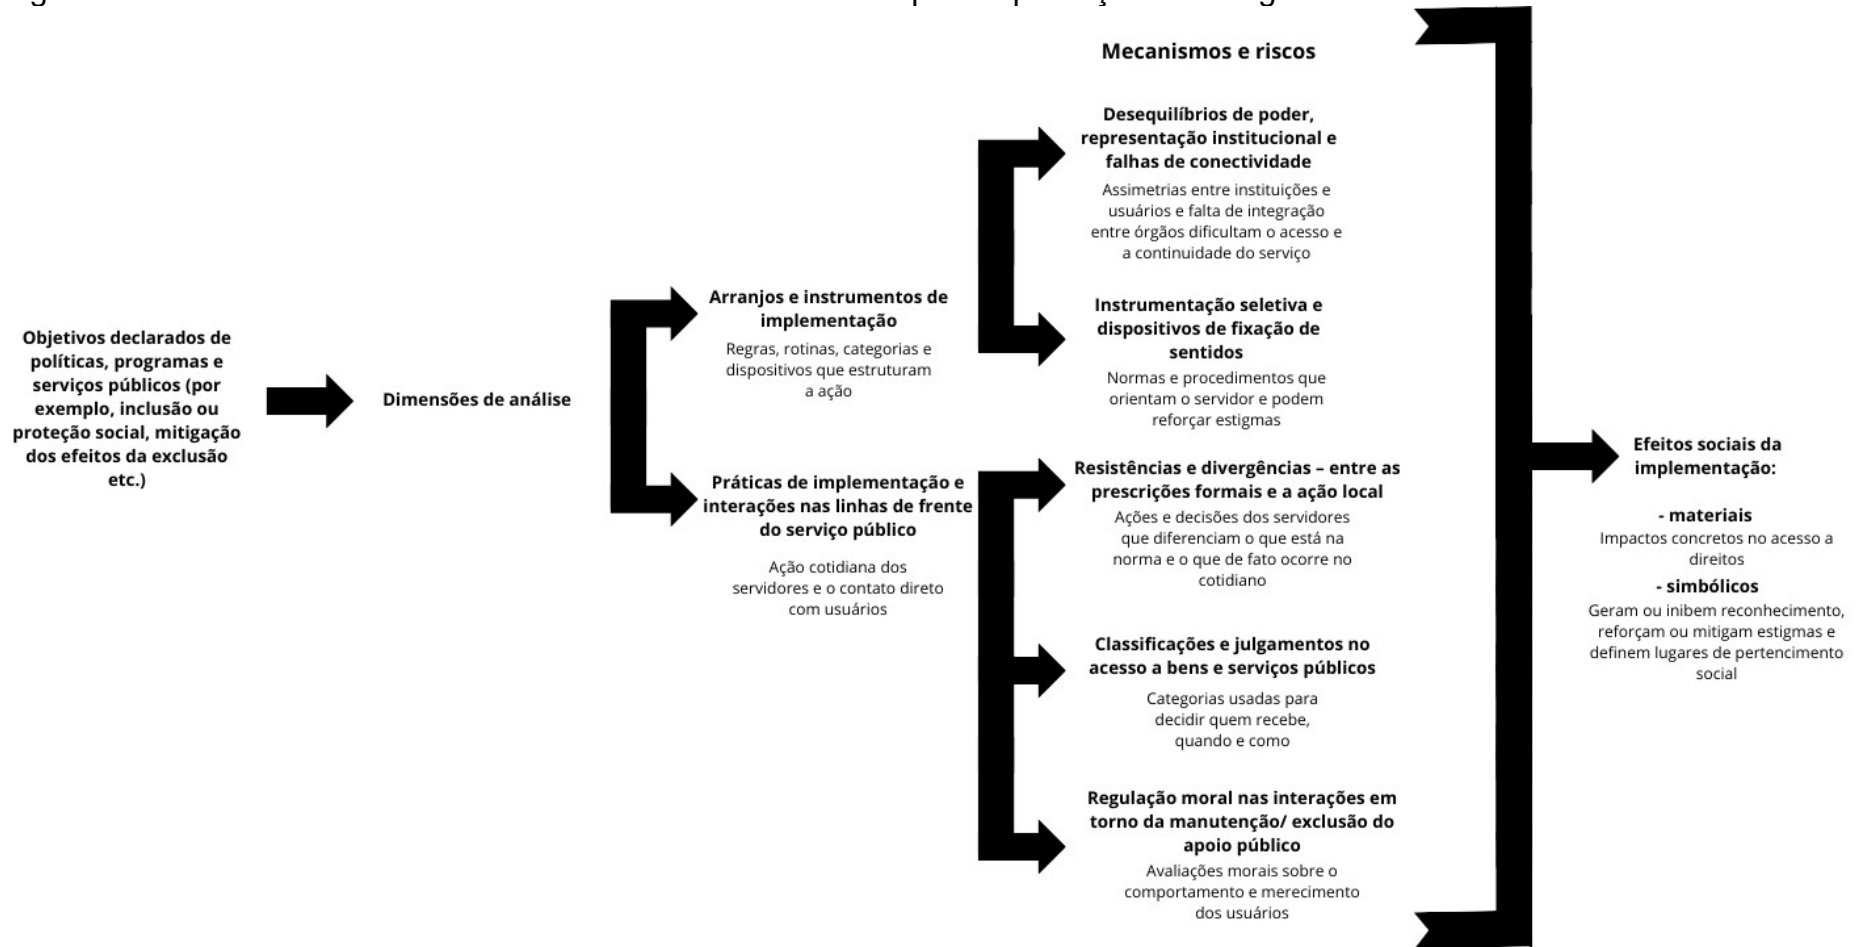 Objetivos declarados de
políticas, programas e
serviços públicos (por
exemplo, inclusão ou
proteção social, mitigação
dos efeitos da exclusão
etc.)
Dimensões de análise
Arranjos e instrumentos de
implementação
Regras, rotinas, categorias e
dispositivos que estruturam
a ação
Práticas de implementação e
interações nas linhas de frente
do serviço público
Ação cotidiana dos
servidores e o contato direto
com usuários
Mecanismos e riscos
Desequilíbrios de poder,
representação institucional e
falhas de conectividade
Assimetrias entre instituições e
usuários e falta de integração
entre órgãos dificultam o acesso e
a continuidade do serviço
Instrumentação seletiva e
dispositivos de fixação de
sentidos
Normas e procedimentos que
orientam o servidor e podem
reforçar estigmas
Resistências e divergências – entre as
prescrições formais e a ação local
Ações e decisões dos servidores
que diferenciam o que está na
norma e o que de fato ocorre no
cotidiano
Classificações e julgamentos no
acesso a bens e serviços públicos
Categorias usadas para
decidir quem recebe,
quando e como
Regulação moral nas interações em
torno da manutenção/ exclusão do
apoio público
Avaliações morais sobre o
comportamento e merecimento
dos usuários
Efeitos sociais da
implementação:
- materiais
Impactos concretos no acesso a
direitos
- simbólicos
Geram ou inibem reconhecimento,
reforçam ou mitigam estigmas e
definem lugares de pertencimento
social